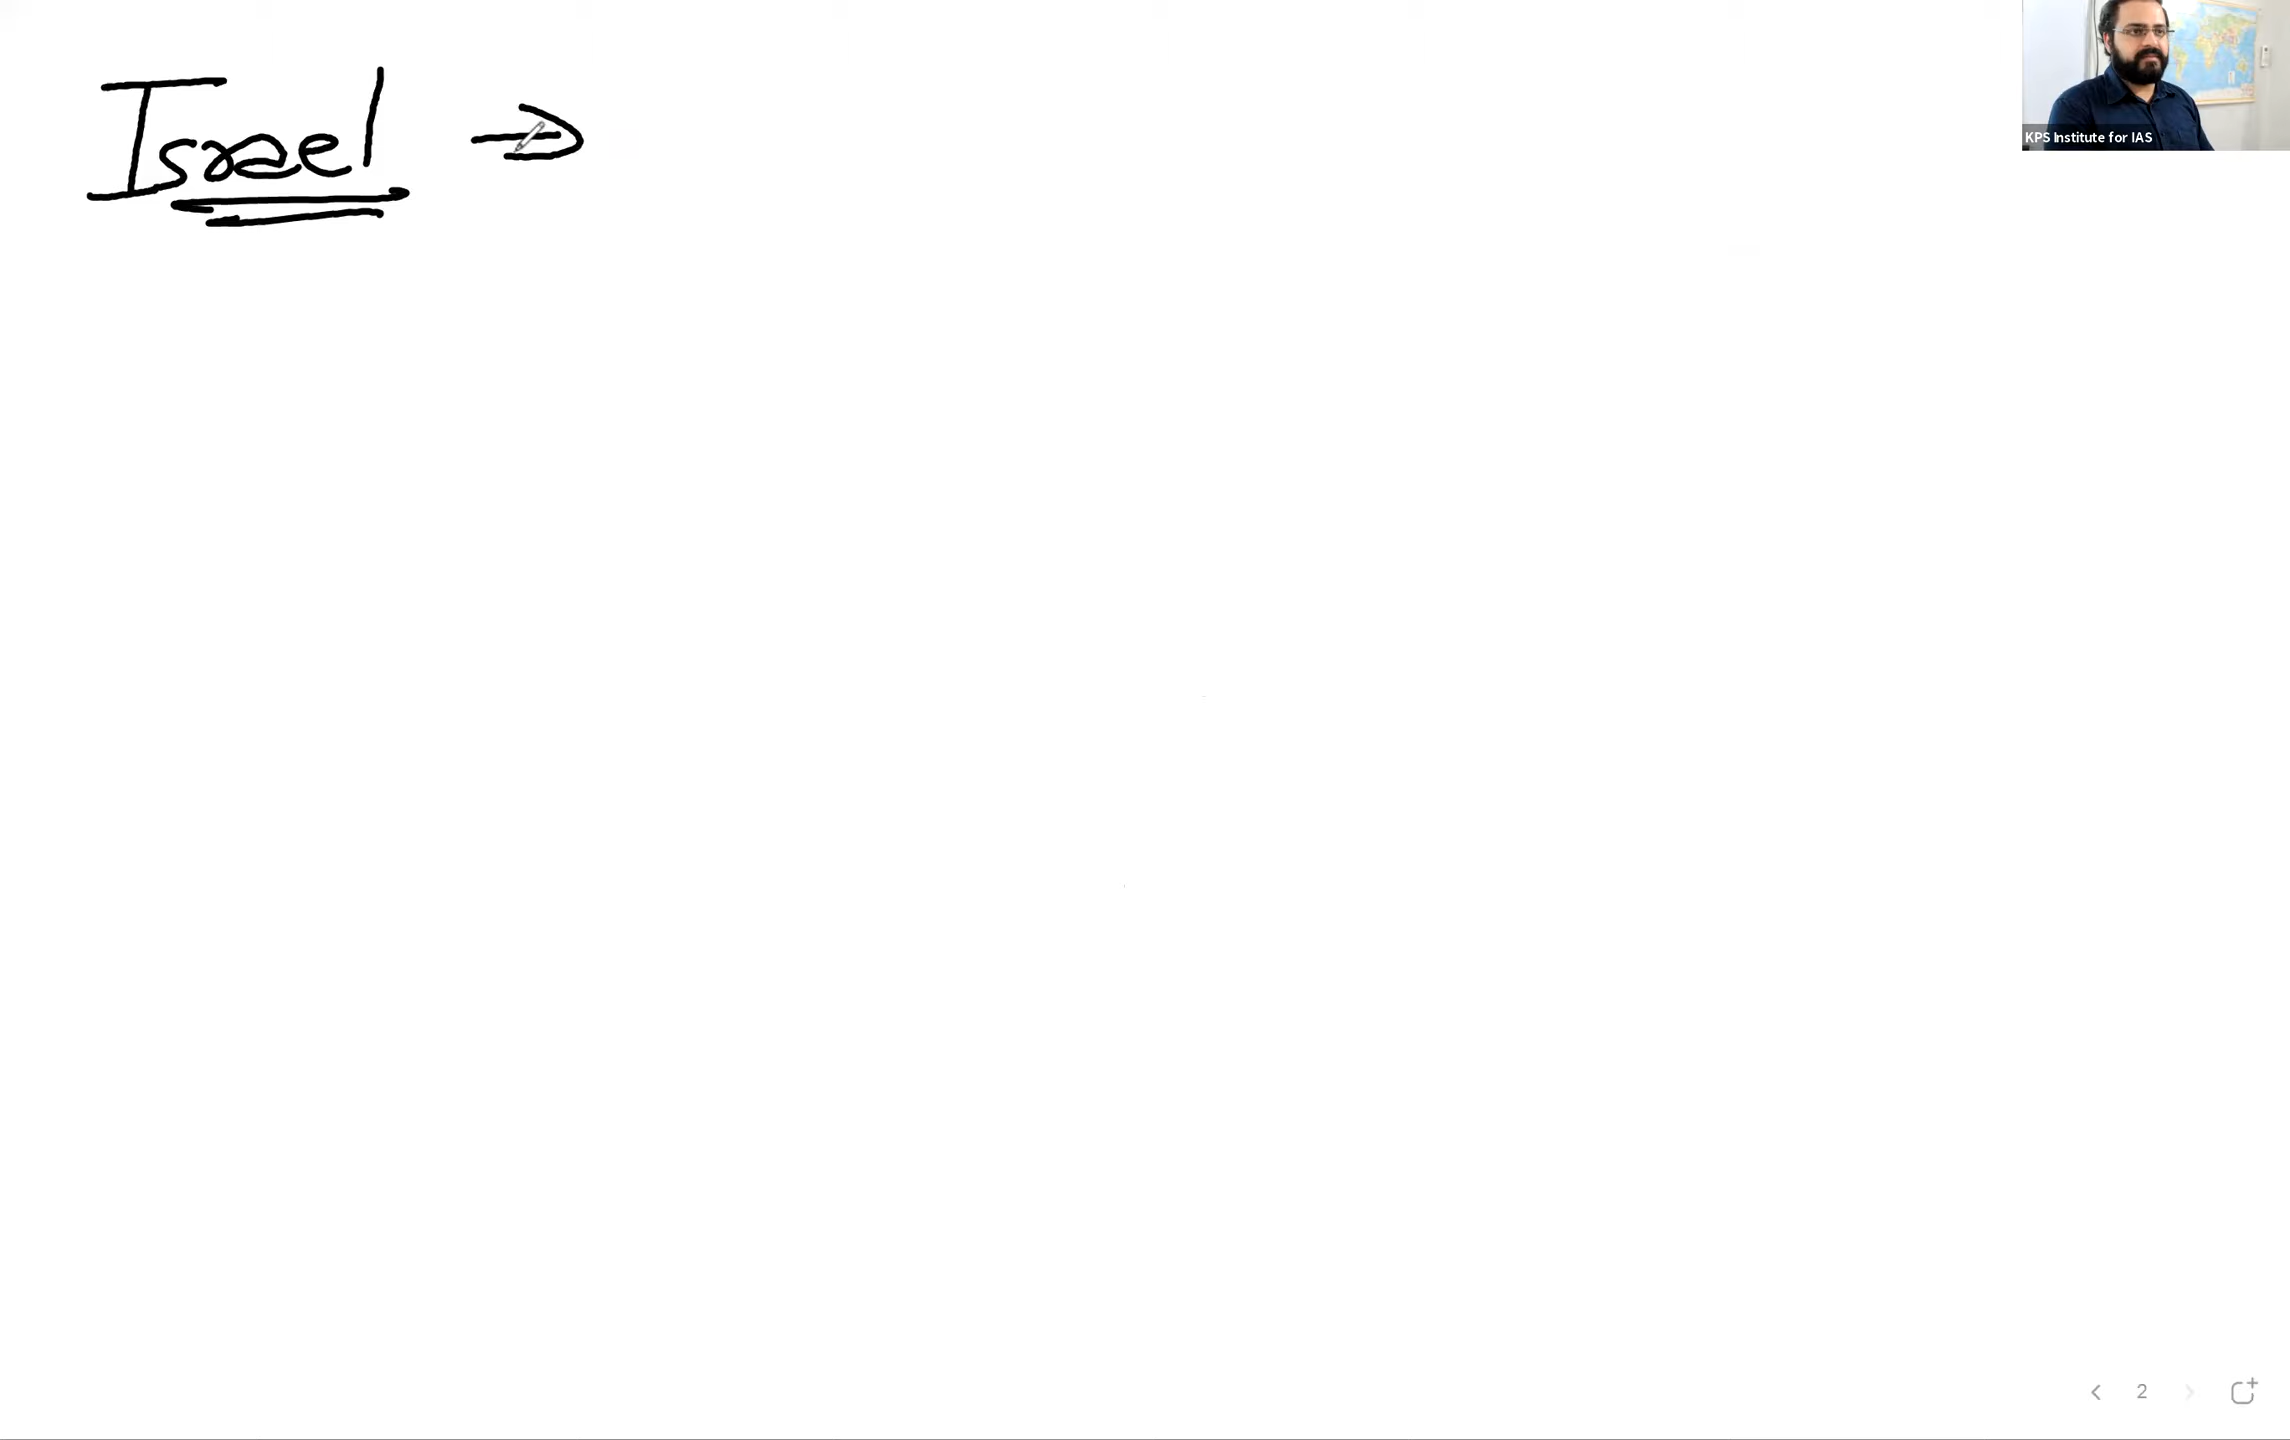 Israel →
KPS Institute for IAS
2